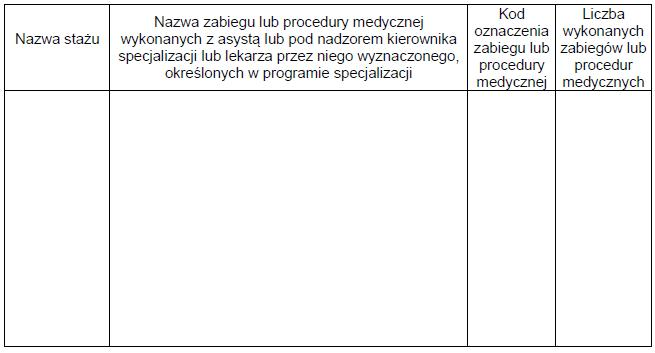 Nazwa stażu
Nazwa zabiegu lub procedury medycznej
wykonanych z asystą lub pod nadzorem kierownika
specjalizacji lub lekarza przez niego wyznaczonego,
określonych w programie specjalizacji
Kod
oznaczenia
zabiegu lub
procedury
medycznej
Liczba
wykonanych
zabiegów lub
procedur
medycznych